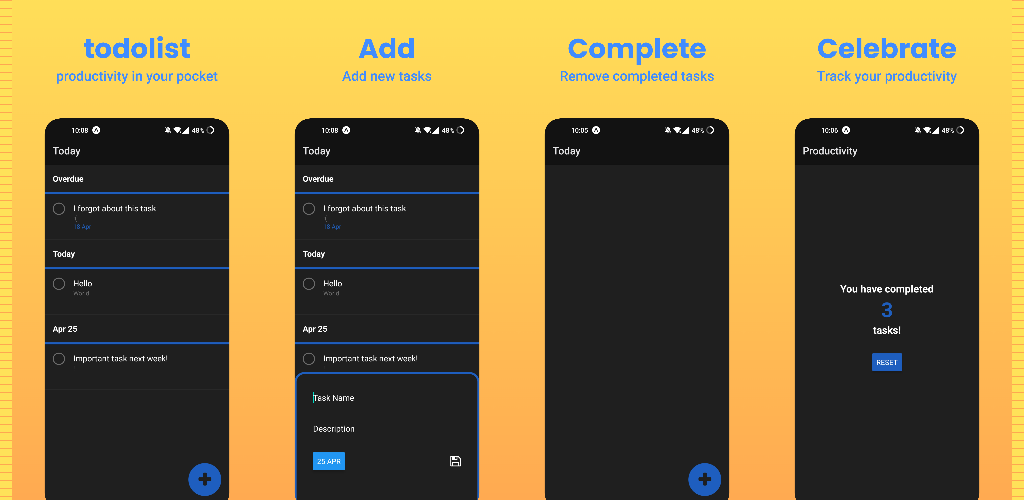 todolist
productivity in your pocket
10:08
48%
Today
Overdue
I forgot about this task
:(
18 Apr
Today
Hello
World
Apr 25
Important task next week!
Add
Add new tasks
10:08
48%
Today
Overdue
I forgot about this task
:(
18 Apr
Today
Hello
World
Apr 25
Important task next week!
Task Name
Description
25 APR
Complete
Remove completed tasks
10:05
48%
Today
Celebrate
Track your productivity
10:06
48%
Productivity
You have completed
3
tasks!
RESET